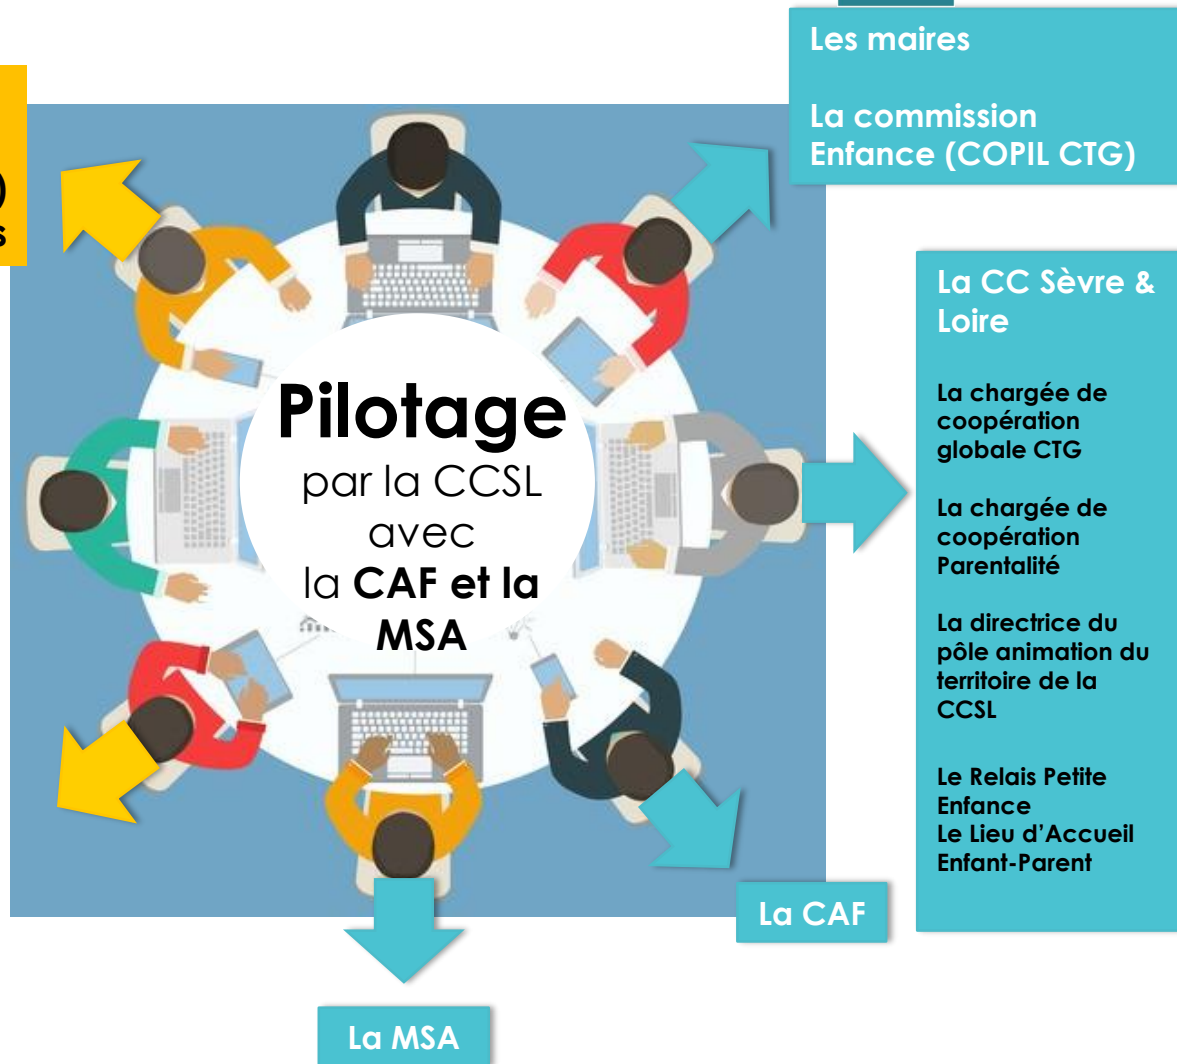 Les maires
La commission
Enfance (COPIL CTG)
)
s
La CC Sèvre &
Loire
La chargée de
coopération
globale CTG
La chargée de
coopération
Parentalité
La directrice du
pôle animation du
territoire de la
CCSL
Le Relais Petite
Enfance
Le Lieu d’Accueil
Enfant-Parent
Pilotage
par la CCSL
avec
la CAF et la
MSA
La CAF
La MSA